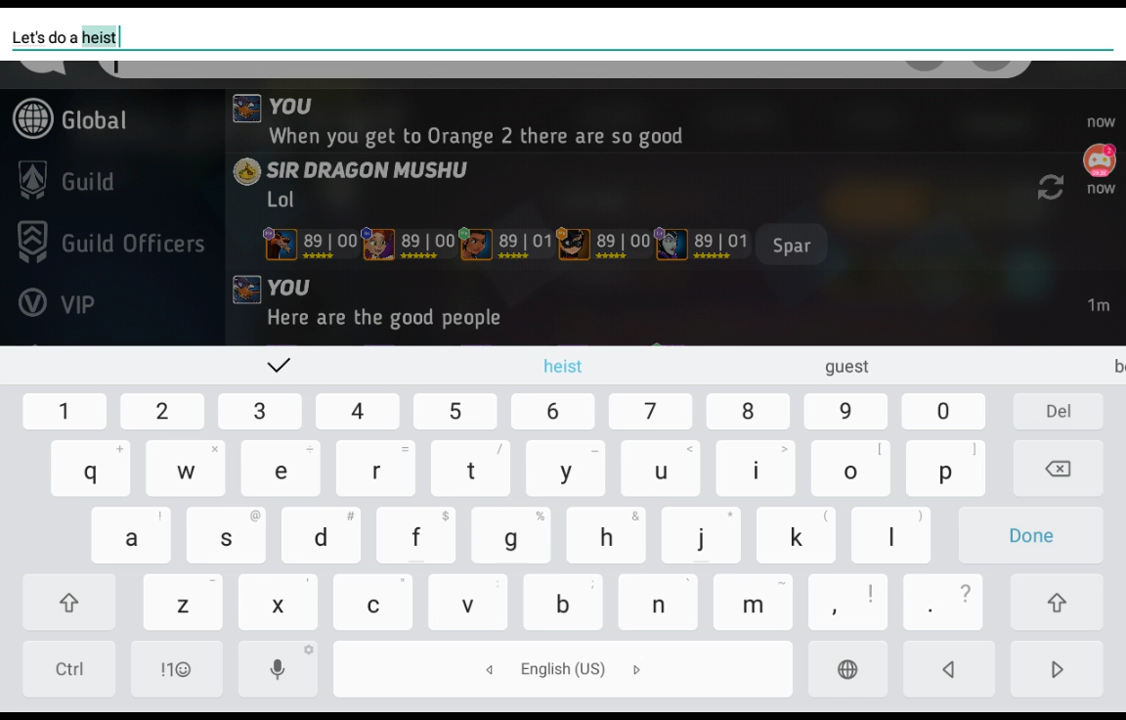 Let's do a heist
Global
Guild
Guild Officers
VIP
YOU
When you get to Orange 2 there are so good
now
SIR DRAGON MUSHU
Lol
now
89 | 00 89 | 00 89 | 01 89 | 00 89 | 01 Spar
YOU
Here are the good people
1m
heist guest
1 2 3 4 5 6 7 8 9 0 Del
+ × ÷ = / _ < > [ ]
q w e r t y u i o p
! @ # $ % & * ( )
a s d f g h j k l Done
- ' " : ; ` ~ ! ?
z x c v b n m , .
Ctrl !1☺ English (US)